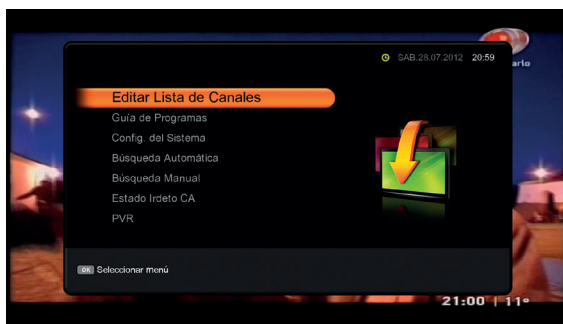 SAB.28.07.2012 20:59
Editar Lista de Canales
Guía de Programas
Config. del Sistema
Búsqueda Automática
Búsqueda Manual
Estado Irdeto CA
PVR
OK Seleccionar menú
21:00 | 11º